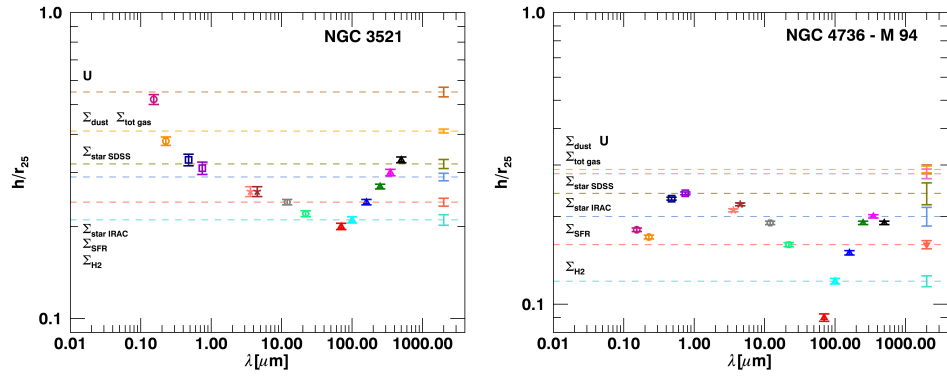 NGC 3521
1.0
U
Σdust Σtot gas
Σstar SDSS
h/r25
Σstar IRAC
ΣSFR
ΣH2
0.1
0.01 0.10 1.00 10.00 100.00 1000.00
λ[μm]
NGC 4736 - M 94
1.0
Σdust U
Σtot gas
h/r25
Σstar SDSS
Σstar IRAC
ΣSFR
ΣH2
0.1
0.01 0.10 1.00 10.00 100.00 1000.00
λ[μm]